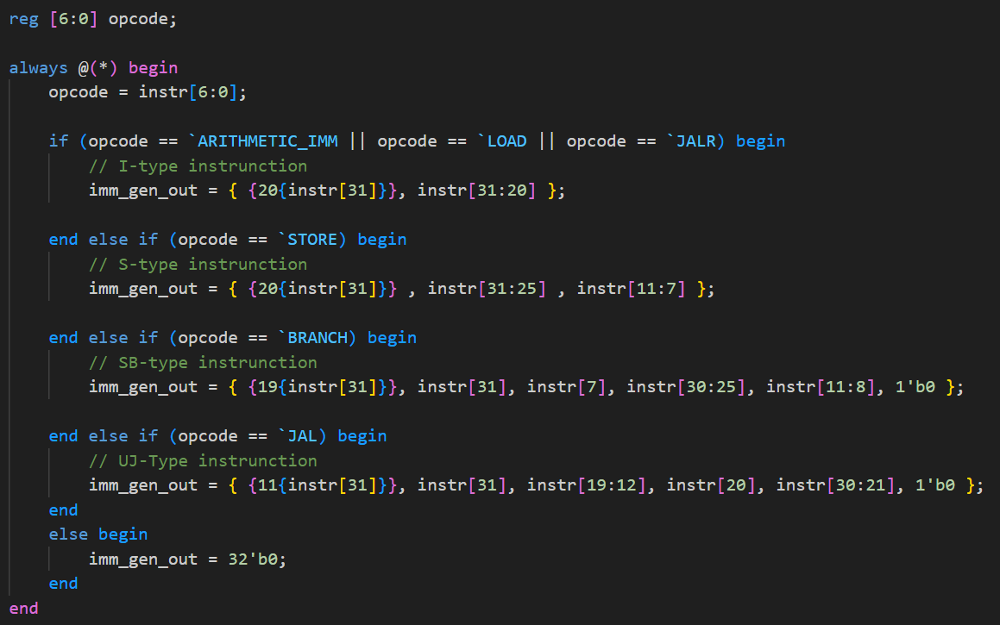 reg [6:0] opcode;
always @(*) begin
opcode = instr[6:0];
if (opcode == `ARITHMETIC_IMM || opcode == `LOAD || opcode == `JALR) begin
// I-type instrunction
imm_gen_out = { {20{instr[31]}}, instr[31:20] };
end else if (opcode == `STORE) begin
// S-type instrunction
imm_gen_out = { {20{instr[31]}} , instr[31:25] , instr[11:7] };
end else if (opcode == `BRANCH) begin
// SB-type instrunction
imm_gen_out = { {19{instr[31]}}, instr[31], instr[7], instr[30:25], instr[11:8], 1'b0 };
end else if (opcode == `JAL) begin
// UJ-Type instrunction
imm_gen_out = { {11{instr[31]}}, instr[31], instr[19:12], instr[20], instr[30:21], 1'b0 };
end
else begin
imm_gen_out = 32'b0;
end
end